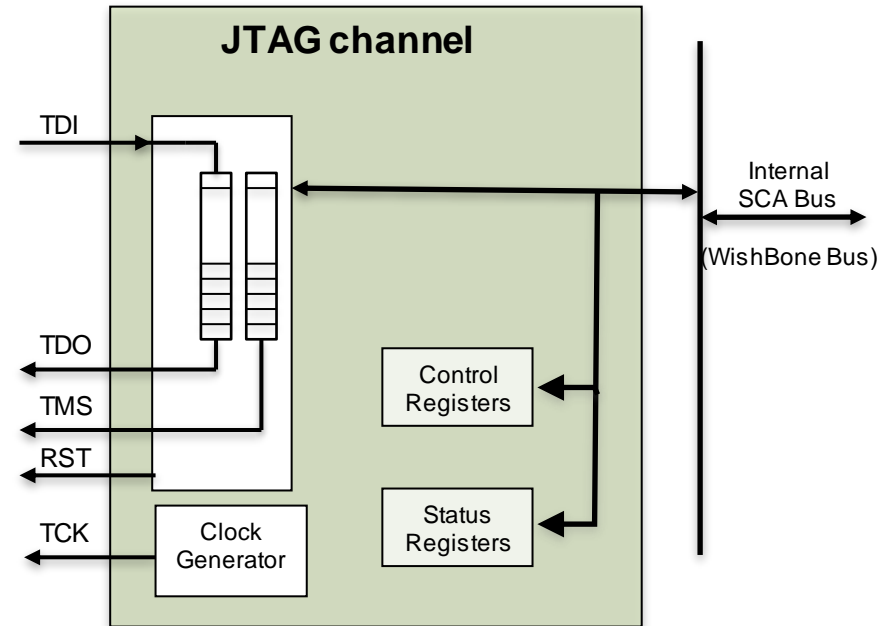 JTAG channel
TDI
Internal
SCA Bus
(WishBone Bus)
TDO
TMS
RST
TCK
Control
Registers
Status
Registers
Clock
Generator